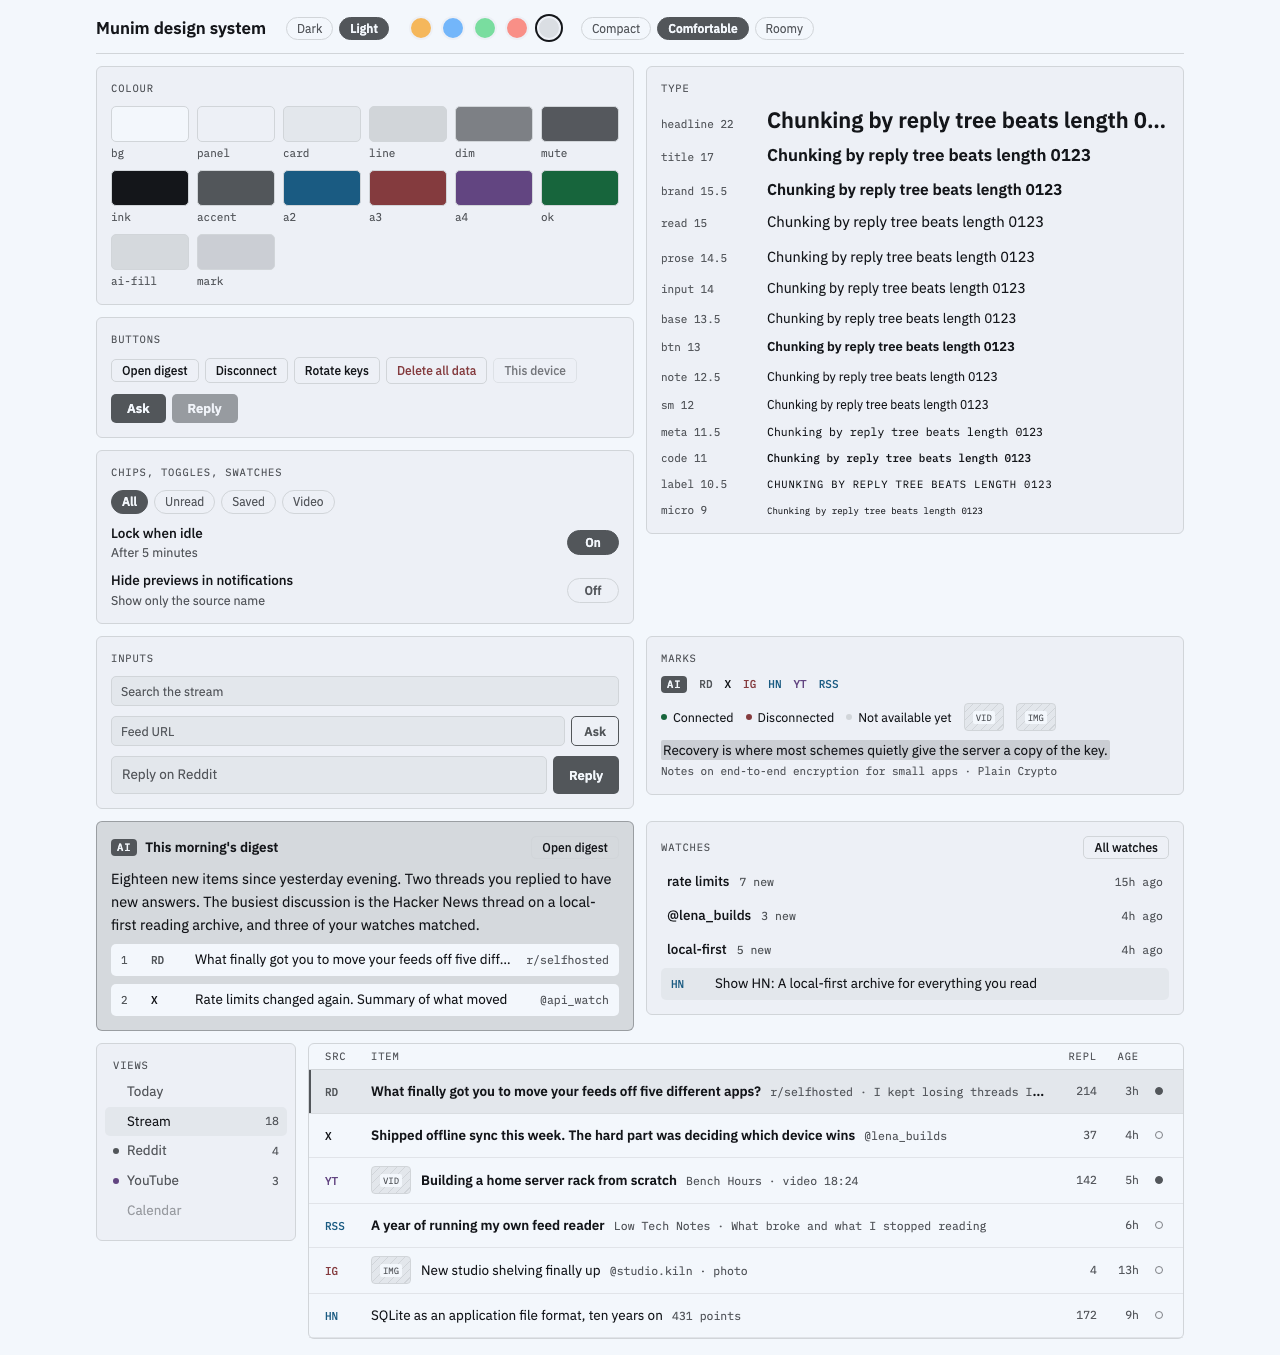 Munim design system Dark Light Compact Comfortable Roomy
COLOUR
bg panel card line dim mute
ink accent a2 a3 a4 ok
ai-fill mark
TYPE
headline 22 Chunking by reply tree beats length 0...
title 17 Chunking by reply tree beats length 0123
brand 15.5 Chunking by reply tree beats length 0123
read 15 Chunking by reply tree beats length 0123
prose 14.5 Chunking by reply tree beats length 0123
input 14 Chunking by reply tree beats length 0123
base 13.5 Chunking by reply tree beats length 0123
btn 13 Chunking by reply tree beats length 0123
note 12.5 Chunking by reply tree beats length 0123
sm 12 Chunking by reply tree beats length 0123
meta 11.5 Chunking by reply tree beats length 0123
code 11 Chunking by reply tree beats length 0123
label 10.5 CHUNKING BY REPLY TREE BEATS LENGTH 0123
micro 9 Chunking by reply tree beats length 0123
BUTTONS
Open digest Disconnect Rotate keys Delete all data This device
Ask Reply
CHIPS, TOGGLES, SWATCHES
All Unread Saved Video
Lock when idle
After 5 minutes
On
Hide previews in notifications
Show only the source name
Off
INPUTS
Search the stream
Feed URL Ask
Reply on Reddit Reply
MARKS
AI RD X IG HN YT RSS
Connected Disconnected Not available yet VID IMG
Recovery is where most schemes quietly give the server a copy of the key.
Notes on end-to-end encryption for small apps · Plain Crypto
AI This morning's digest Open digest
Eighteen new items since yesterday evening. Two threads you replied to have
new answers. The busiest discussion is the Hacker News thread on a local-
first reading archive, and three of your watches matched.
1 RD What finally got you to move your feeds off five diff... r/selfhosted
2 X Rate limits changed again. Summary of what moved @api_watch
WATCHES All watches
rate limits 7 new 15h ago
@lena_builds 3 new 4h ago
local-first 5 new 4h ago
HN Show HN: A local-first archive for everything you read
VIEWS
Today
Stream 18
Reddit 4
YouTube 3
Calendar
SRC ITEM REPL AGE
RD What finally got you to move your feeds off five different apps? r/selfhosted · I kept losing threads I... 214 3h
X Shipped offline sync this week. The hard part was deciding which device wins @lena_builds 37 4h
YT VID Building a home server rack from scratch Bench Hours · video 18:24 142 5h
RSS A year of running my own feed reader Low Tech Notes · What broke and what I stopped reading 6h
IG IMG New studio shelving finally up @studio.kiln · photo 4 13h
HN SQLite as an application file format, ten years on 431 points 172 9h